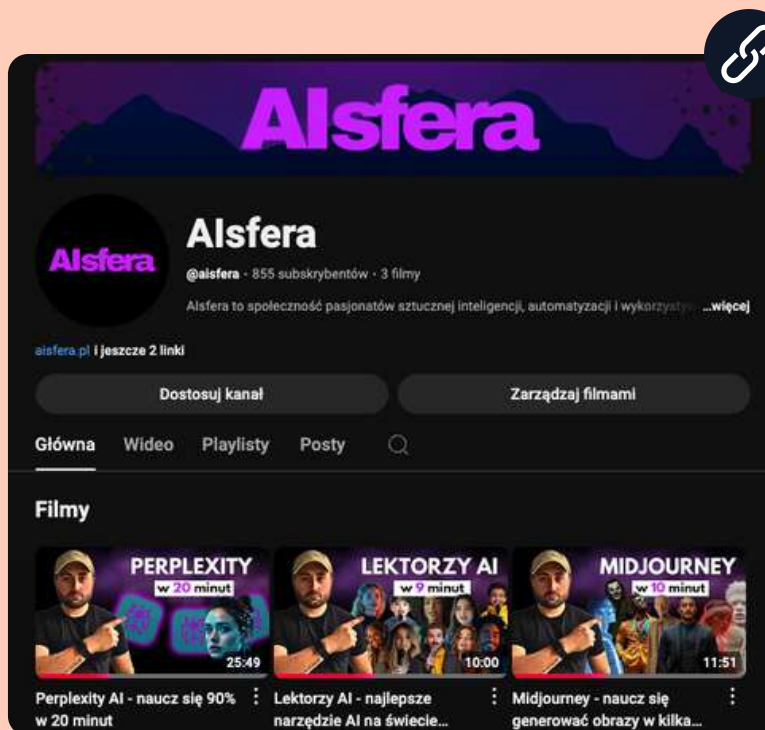 AIsfera
AIsfera
AIsfera
@aisfera · 855 subskrybentów · 3 filmy
AIsfera to społeczność pasjonatów sztucznej inteligencji, automatyzacji i wykorzysty ...więcej
aisfera.pl i jeszcze 2 linki
Dostosuj kanał Zarządzaj filmami
Główna Wideo Playlisty Posty
Filmy
PERPLEXITY
w 20 minut
25:49
LEKTORZY AI
w 9 minut
10:00
MIDJOURNEY
w 10 minut
11:51
Perplexity AI - naucz się 90%
w 20 minut
Lektorzy AI - najlepsze
narzędzie AI na świecie...
Midjourney - naucz się
generować obrazy w kilka...